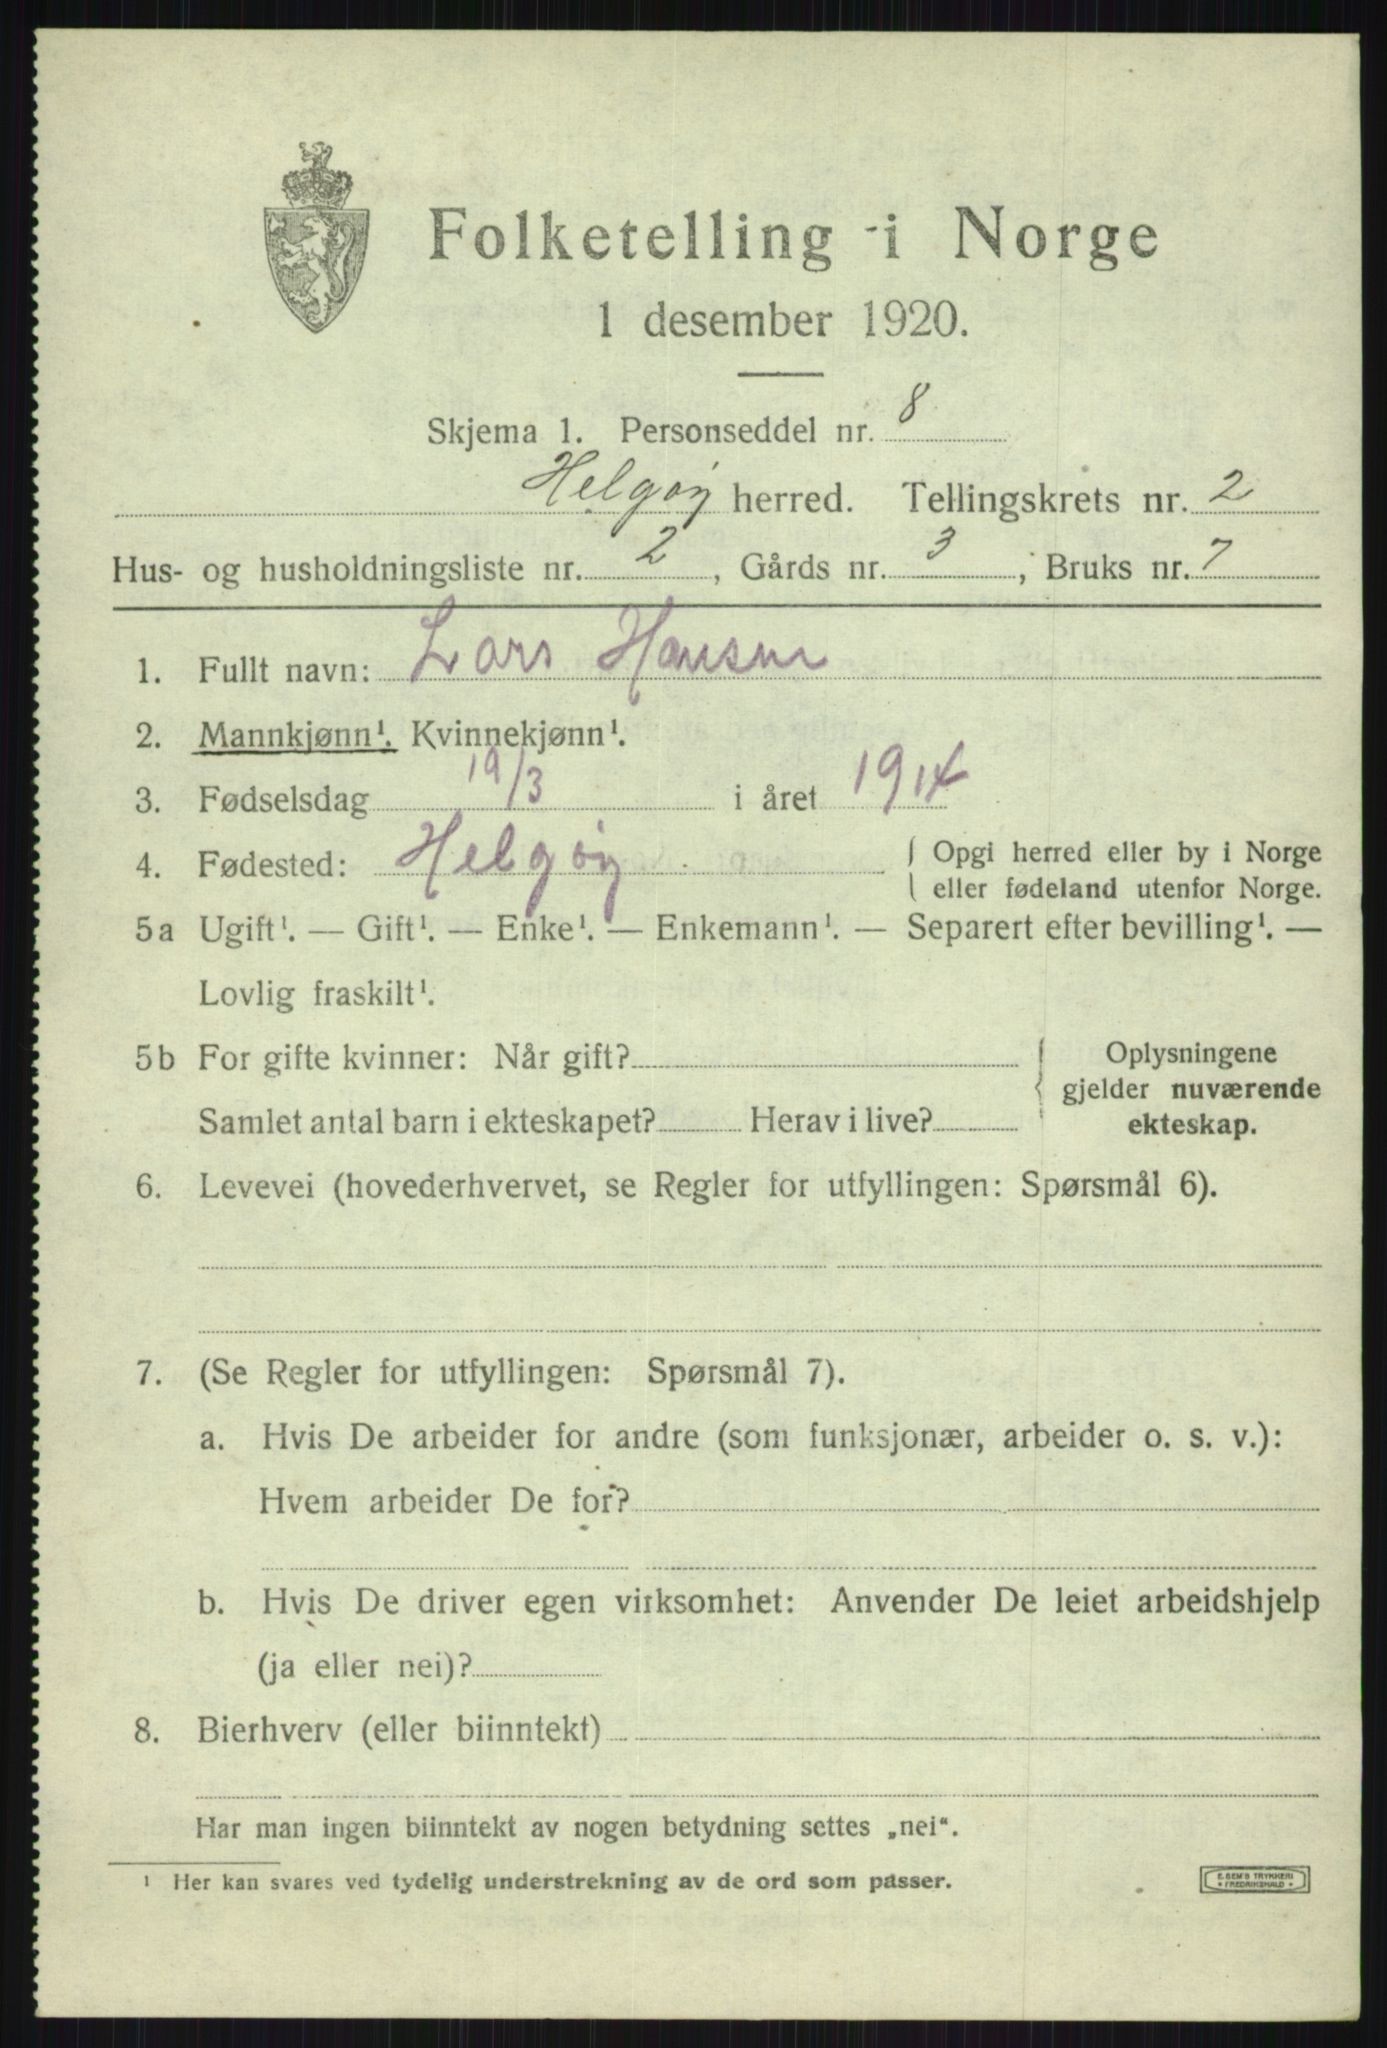 Folketelling i Norge
1 desember 1920.
Skjema 1. Personseddel nr. 8
Helgøy herred. Tellingskrets nr. 2
Hus- og husholdningsliste nr. 2, Gårds nr. 3, Bruks nr. 7
1. Fullt navn: Lars Hansen
2. Mannkjønn¹. Kvinnekjønn¹.
3. Fødselsdag 19/3 i året 1914
4. Fødested: Helgøy { Opgi herred eller by i Norge
eller fødeland utenfor Norge.
5a Ugift¹. — Gift¹. — Enke¹. — Enkemann¹. — Separert efter bevilling¹. —
Lovlig fraskilt¹.
5b For gifte kvinner: Når gift? { Oplysningene
gjelder nuværende
Samlet antal barn i ekteskapet? Herav i live? ekteskap.
6. Levevei (hovederhvervet, se Regler for utfyllingen: Spørsmål 6).
7. (Se Regler for utfyllingen: Spørsmål 7).
a. Hvis De arbeider for andre (som funksjonær, arbeider o. s. v.):
Hvem arbeider De for?
b. Hvis De driver egen virksomhet: Anvender De leiet arbeidshjelp
(ja eller nei)?
8. Bierhverv (eller biinntekt)
Har man ingen biinntekt av nogen betydning settes „nei“.
¹ Her kan svares ved tydelig understrekning av de ord som passer.
E. SEM'S TRYKKERI
• FREDRIKSHALD •